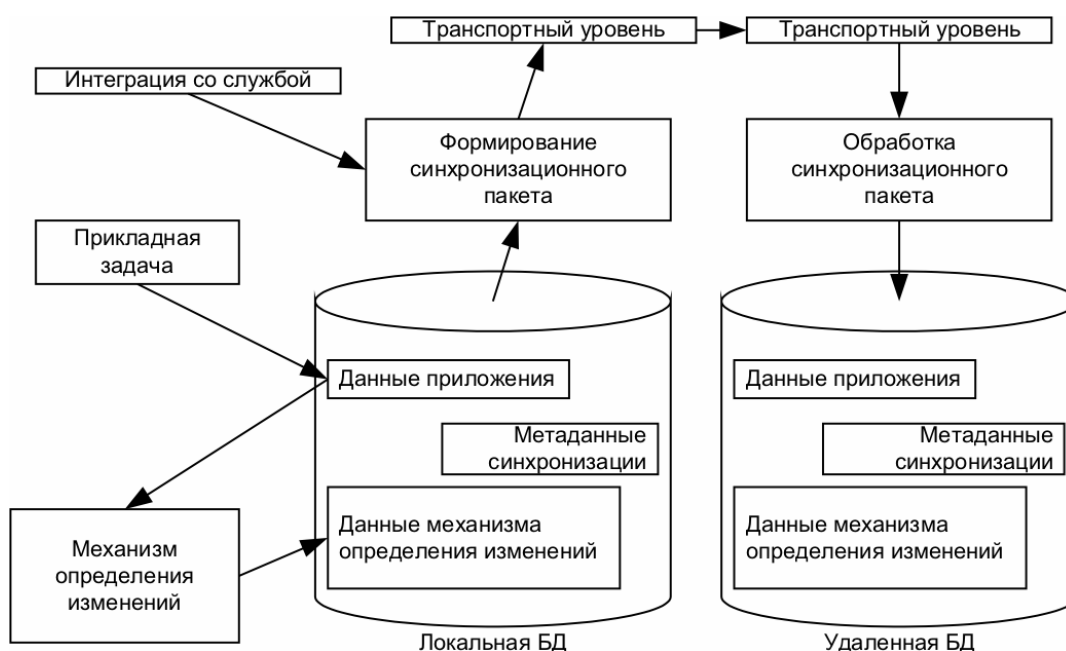 Транспортный уровень
Транспортный уровень
Интеграция со службой
Формирование
синхронизационного
пакета
Обработка
синхронизационного
пакета
Прикладная
задача
Данные приложения
Данные приложения
Метаданные
синхронизации
Метаданные
синхронизации
Механизм
определения
изменений
Данные механизма
определения изменений
Данные механизма
определения изменений
Локальная БД
Удаленная БД